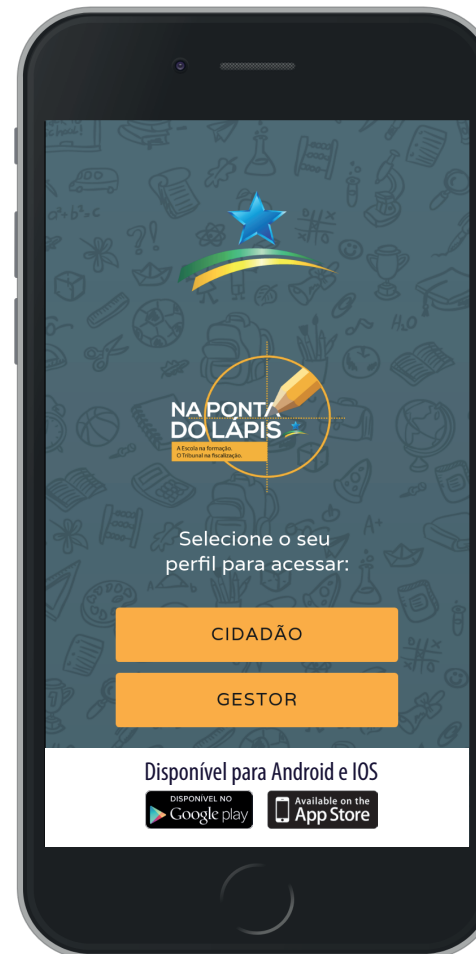 NA PONTA
DO LÁPIS
A Escola na formação.
O Tribunal na fiscalização.
Selecione o seu
perfil para acessar:
CIDADÃO
GESTOR
Disponível para Android e IOS
DISPONÍVEL NO
Google play
Available on the
App Store
?!
H₂O
A+